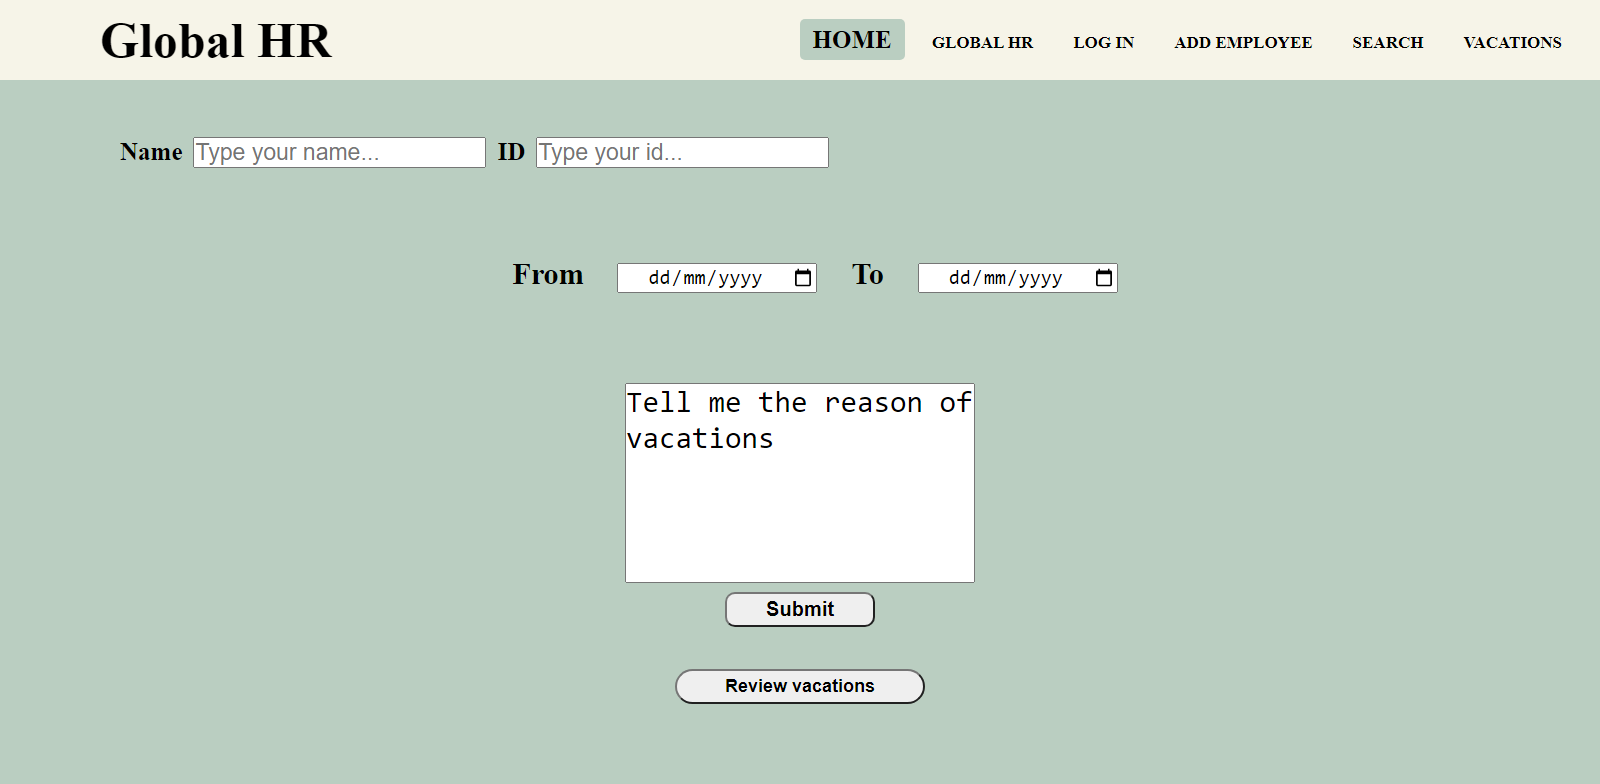 Global HR
HOME GLOBAL HR LOG IN ADD EMPLOYEE SEARCH VACATIONS
Name Type your name... ID Type your id...
From dd/mm/yyyy To dd/mm/yyyy
Tell me the reason of
vacations
Submit
Review vacations